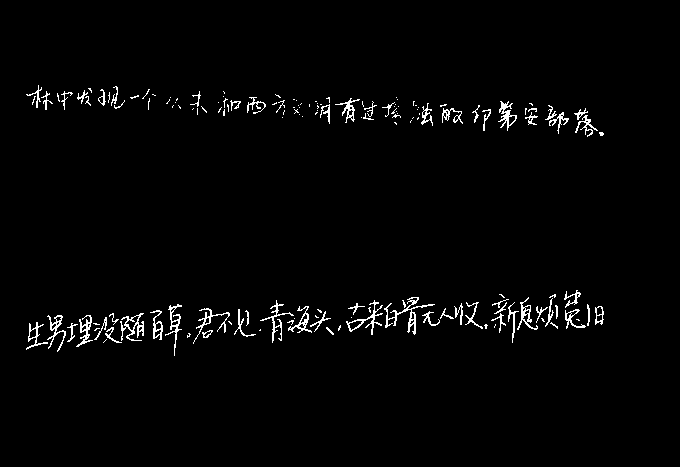 林中发现一个从未和西方文明有过接触的印第安部落。
生男埋没随百草。君不见,青海头,古来白骨无人收。新鬼烦冤旧